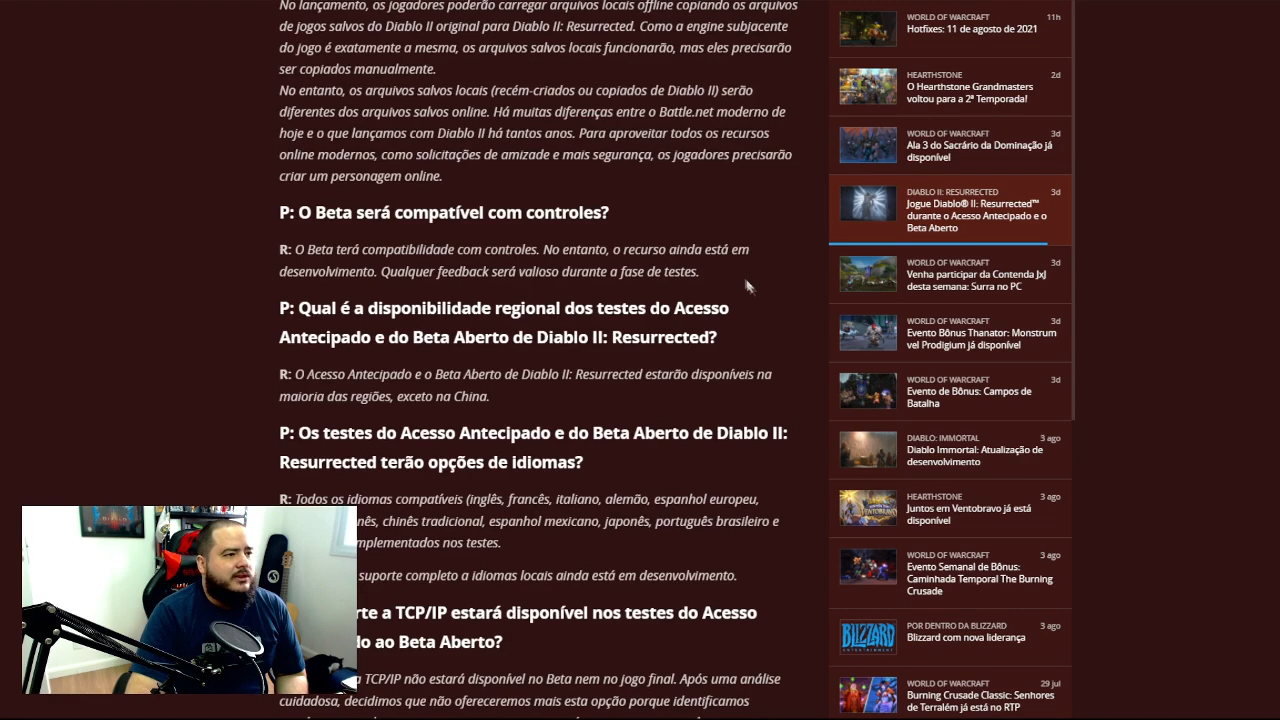 No lançamento, os jogadores poderão carregar arquivos locais offline copiando os arquivos
de jogos salvos do Diablo II original para Diablo II: Resurrected. Como a engine subjacente
do jogo é exatamente a mesma, os arquivos salvos locais funcionarão, mas eles precisarão
ser copiados manualmente.
No entanto, os arquivos salvos locais (recém-criados ou copiados de Diablo II) serão
diferentes dos arquivos salvos online. Há muitas diferenças entre o Battle.net moderno de
hoje e o que lançamos com Diablo II há tantos anos. Para aproveitar todos os recursos
online modernos, como solicitações de amizade e mais segurança, os jogadores precisarão
criar um personagem online.
P: O Beta será compatível com controles?
R: O Beta terá compatibilidade com controles. No entanto, o recurso ainda está em
desenvolvimento. Qualquer feedback será valioso durante a fase de testes.
P: Qual é a disponibilidade regional dos testes do Acesso
Antecipado e do Beta Aberto de Diablo II: Resurrected?
R: O Acesso Antecipado e o Beta Aberto de Diablo II: Resurrected estarão disponíveis na
maioria das regiões, exceto na China.
P: Os testes do Acesso Antecipado e do Beta Aberto de Diablo II:
Resurrected terão opções de idiomas?
R: Todos os idiomas compatíveis (inglês, francês, italiano, alemão, espanhol europeu,
chinês tradicional, espanhol mexicano, japonês, português brasileiro e
nos testes.
suporte completo a idiomas locais ainda está em desenvolvimento.
a TCP/IP estará disponível nos testes do Acesso
ao Beta Aberto?
TCP/IP não estará disponível no Beta nem no jogo final. Após uma análise
cuidadosa, decidimos que não ofereceremos mais esta opção porque identificamos
WORLD OF WARCRAFT 11h
Hotfixes: 11 de agosto de 2021
HEARTHSTONE 2d
O Hearthstone Grandmasters
voltou para a 2ª Temporada!
WORLD OF WARCRAFT 3d
Ala 3 do Sacrário da Dominação já
disponível
DIABLO II: RESURRECTED 3d
Jogue Diablo® II: Resurrected™
durante o Acesso Antecipado e o
Beta Aberto
WORLD OF WARCRAFT 3d
Venha participar da Contenda JxJ
desta semana: Surra no PC
WORLD OF WARCRAFT 3d
Evento Bônus Thanator: Monstrum
vel Prodigium já disponível
WORLD OF WARCRAFT 3d
Evento de Bônus: Campos de
Batalha
DIABLO: IMMORTAL 3 ago
Diablo Immortal: Atualização de
desenvolvimento
HEARTHSTONE 3 ago
Juntos em Ventobravo já está
disponível
WORLD OF WARCRAFT 3 ago
Evento Semanal de Bônus:
Caminhada Temporal The Burning
Crusade
POR DENTRO DA BLIZZARD 3 ago
Blizzard com nova liderança
BLIZZARD
ENTERTAINMENT
WORLD OF WARCRAFT 29 jul
Burning Crusade Classic: Senhores
de Terralém já está no RTP